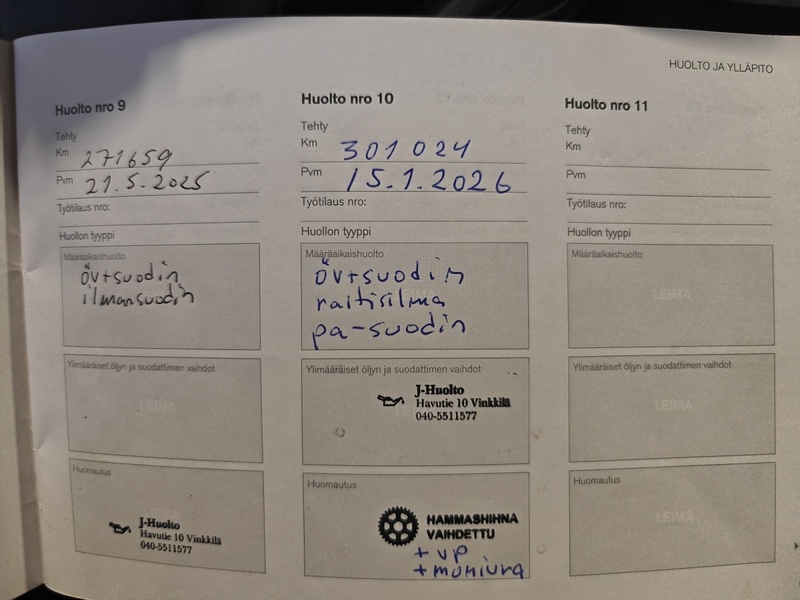 HUOLTO JA YLLÄPITO
Huolto nro 9
Tehty
Km 271659
Pvm 21.5.2025
Työtilaus nro:
Huollon tyyppi
Määräaikaishuolto
öv+suodin
ilmansuodin
Ylimääräiset öljyn ja suodattimen vaihdot
LEIMA
Huomautus
J-Huolto
Havutie 10 Vinkkilä
040-5511577
Huolto nro 10
Tehty
Km 301024
Pvm 15.1.2026
Työtilaus nro:
Huollon tyyppi
Määräaikaishuolto
öv+suodin
raitisilma
pa-suodin
Ylimääräiset öljyn ja suodattimen vaihdot
J-Huolto
Havutie 10 Vinkkilä
040-5511577
Huomautus
HAMMASHIHNA
VAIHDETTU
+ vp
+ moniura
Huolto nro 11
Tehty
Km
Pvm
Työtilaus nro:
Huollon tyyppi
Määräaikaishuolto
LEIMA
Ylimääräiset öljyn ja suodattimen vaihdot
LEIMA
Huomautus
LEIMA